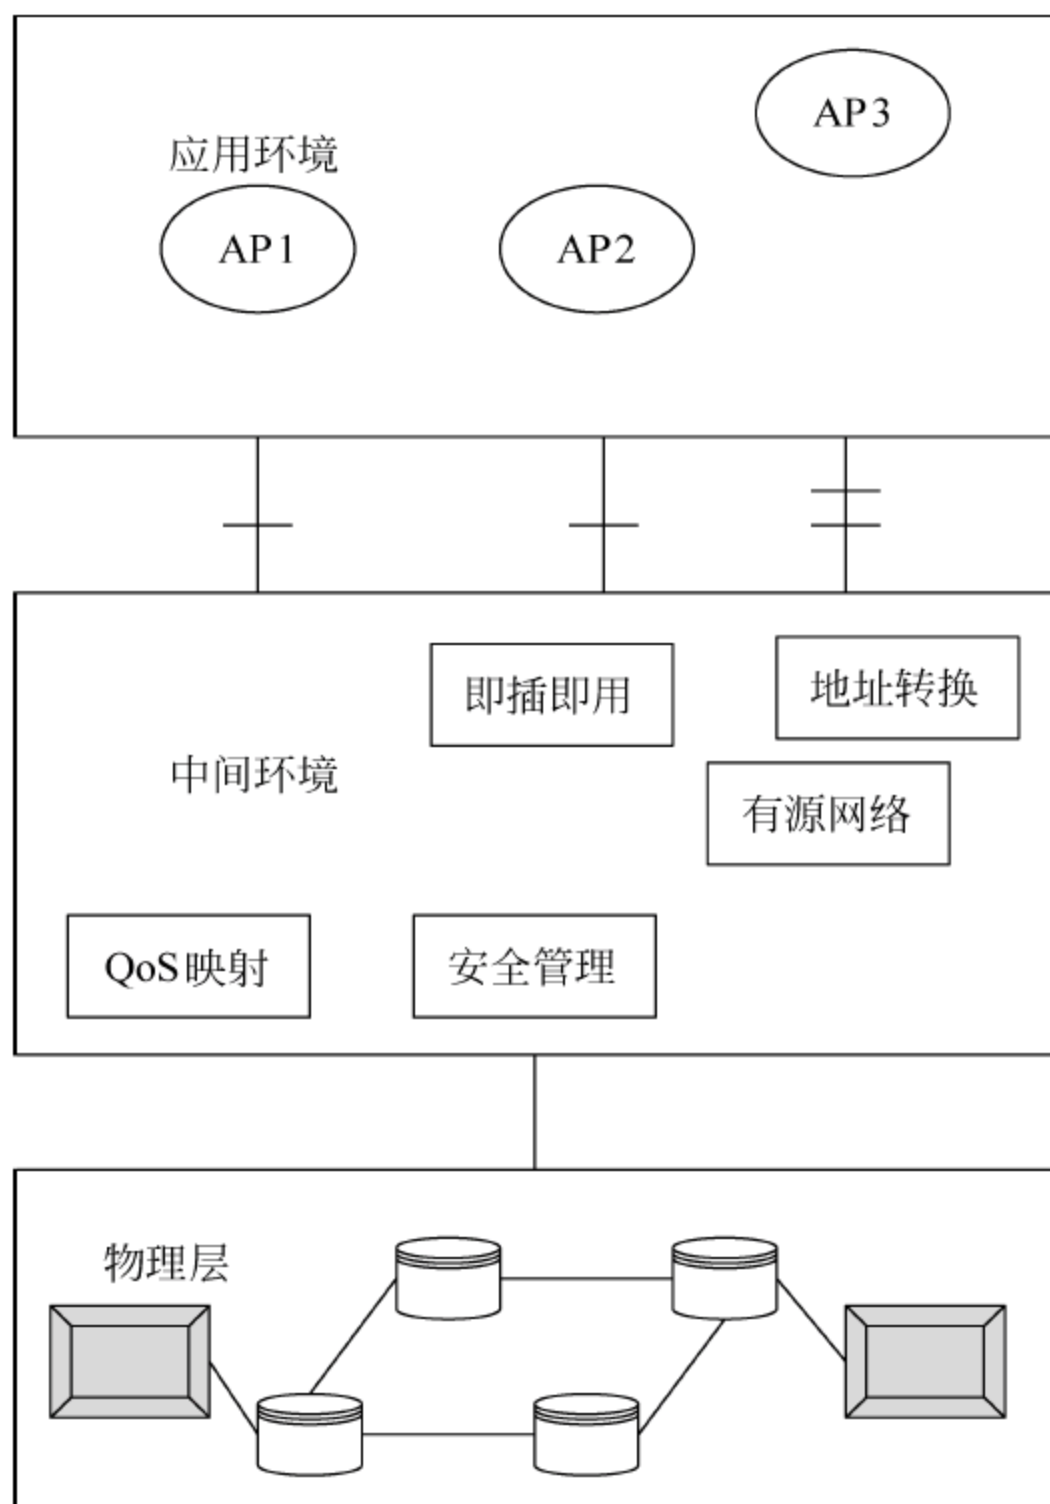 AP3
应用环境
AP1
AP2
即插即用
地址转换
中间环境
有源网络
QoS映射
安全管理
物理层